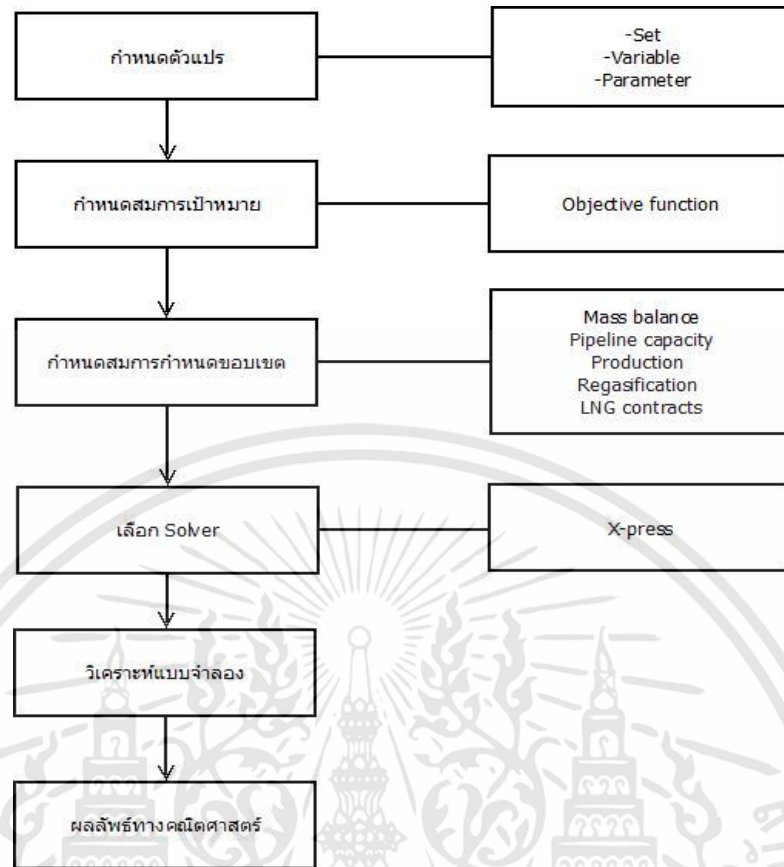 กำหนดตัวแปร
-Set
-Variable
-Parameter
กำหนดสมการเป้าหมาย
Objective function
กำหนดสมการกำหนดขอบเขต
Mass balance
Pipeline capacity
Production
Regasification
LNG contracts
เลือก Solver
X-press
วิเคราะห์แบบจำลอง
ผลลัพธ์ทางคณิตศาสตร์